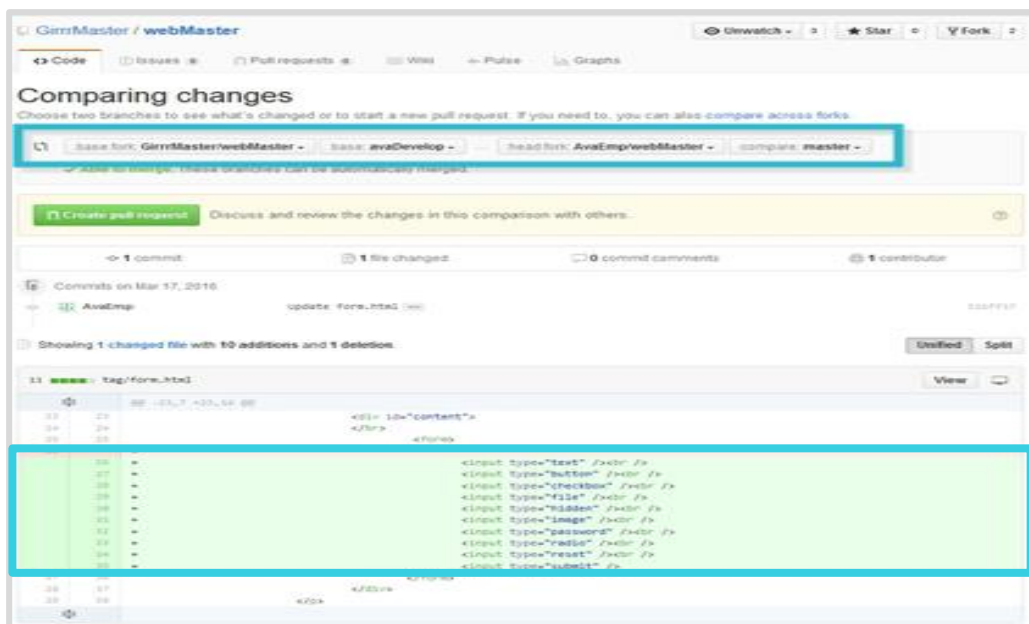 GirrrMaster / webMaster
Unwatch Star Fork
Code Issues Pull requests Wiki Pulse Graphs
Comparing changes
Choose two branches to see what's changed or to start a new pull request. If you need to, you can also compare across forks.
base fork: GirrrMaster/webMaster base: avaDevelop ... head fork: AvaEmp/webMaster compare: master
Able to merge. These branches can be automatically merged.
Create pull request Discuss and review the changes in this comparison with others.
1 commit 1 file changed 0 commit comments 1 contributor
Commits on Mar 17, 2016
AvaEmp update form.html
Showing 1 changed file with 10 additions and 1 deletion. Unified Split
11 tag/form.html View
<div id="content">
</br>
<form>
+ <input type="text" /><br />
+ <input type="button" /><br />
+ <input type="checkbox" /><br />
+ <input type="file" /><br />
+ <input type="hidden" /><br />
+ <input type="image" /><br />
+ <input type="password" /><br />
+ <input type="radio" /><br />
+ <input type="reset" /><br />
+ <input type="submit" />
</form>
</div>
</p>